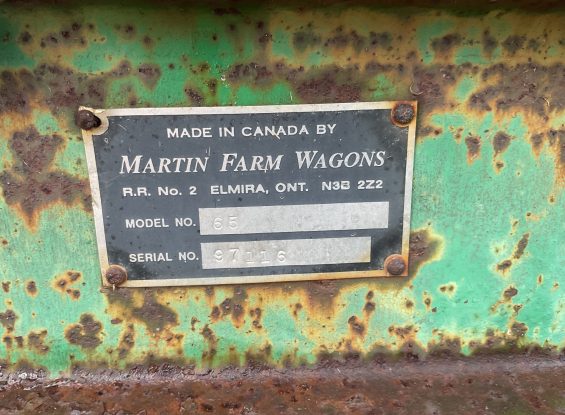 MADE IN CANADA BY
MARTIN FARM WAGONS
R.R. No. 2 ELMIRA, ONT. N3B 2Z2
MODEL NO. 65
SERIAL NO. 97116